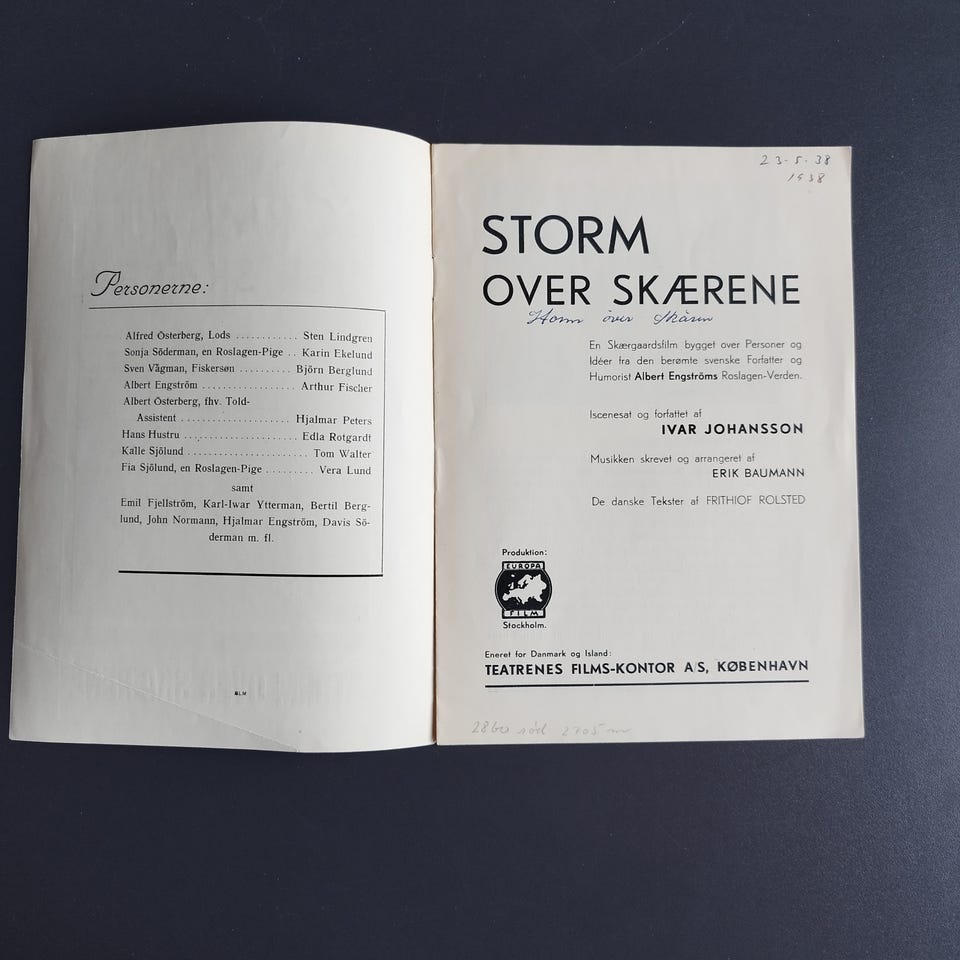 Personerne:
Alfred Österberg, Lods ............ Sten Lindgren
Sonja Söderman, en Roslagen-Pige .. Karin Ekelund
Sven Vågman, Fiskersøn .......... Björn Berglund
Albert Engström ................. Arthur Fischer
Albert Österberg, fhv. Told-
Assistent .................... Hjalmar Peters
Hans Hustru ..................... Edla Rotgardt
Kalle Sjölund ..................... Tom Walter
Fia Sjölund, en Roslagen-Pige ......... Vera Lund
samt
Emil Fjellström, Karl-Iwar Ytterman, Bertil Berg-
lund, John Normann, Hjalmar Engström, Davis Sö-
derman m. fl.
BLM
23-5-38
1938
STORM
OVER SKÆRENE
Storm över Skären
En Skærgaardsfilm bygget over Personer og
Idéer fra den berømte svenske Forfatter og
Humorist Albert Engströms Roslagen-Verden.
Iscenesat og forfattet af
IVAR JOHANSSON
Musikken skrevet og arrangeret af
ERIK BAUMANN
De danske Tekster af FRITHIOF ROLSTED
Produktion:
EUROPA
FILM
Stockholm.
Eneret for Danmark og Island:
TEATRENES FILMS-KONTOR A/S, KØBENHAVN
2860 rød 2705 m